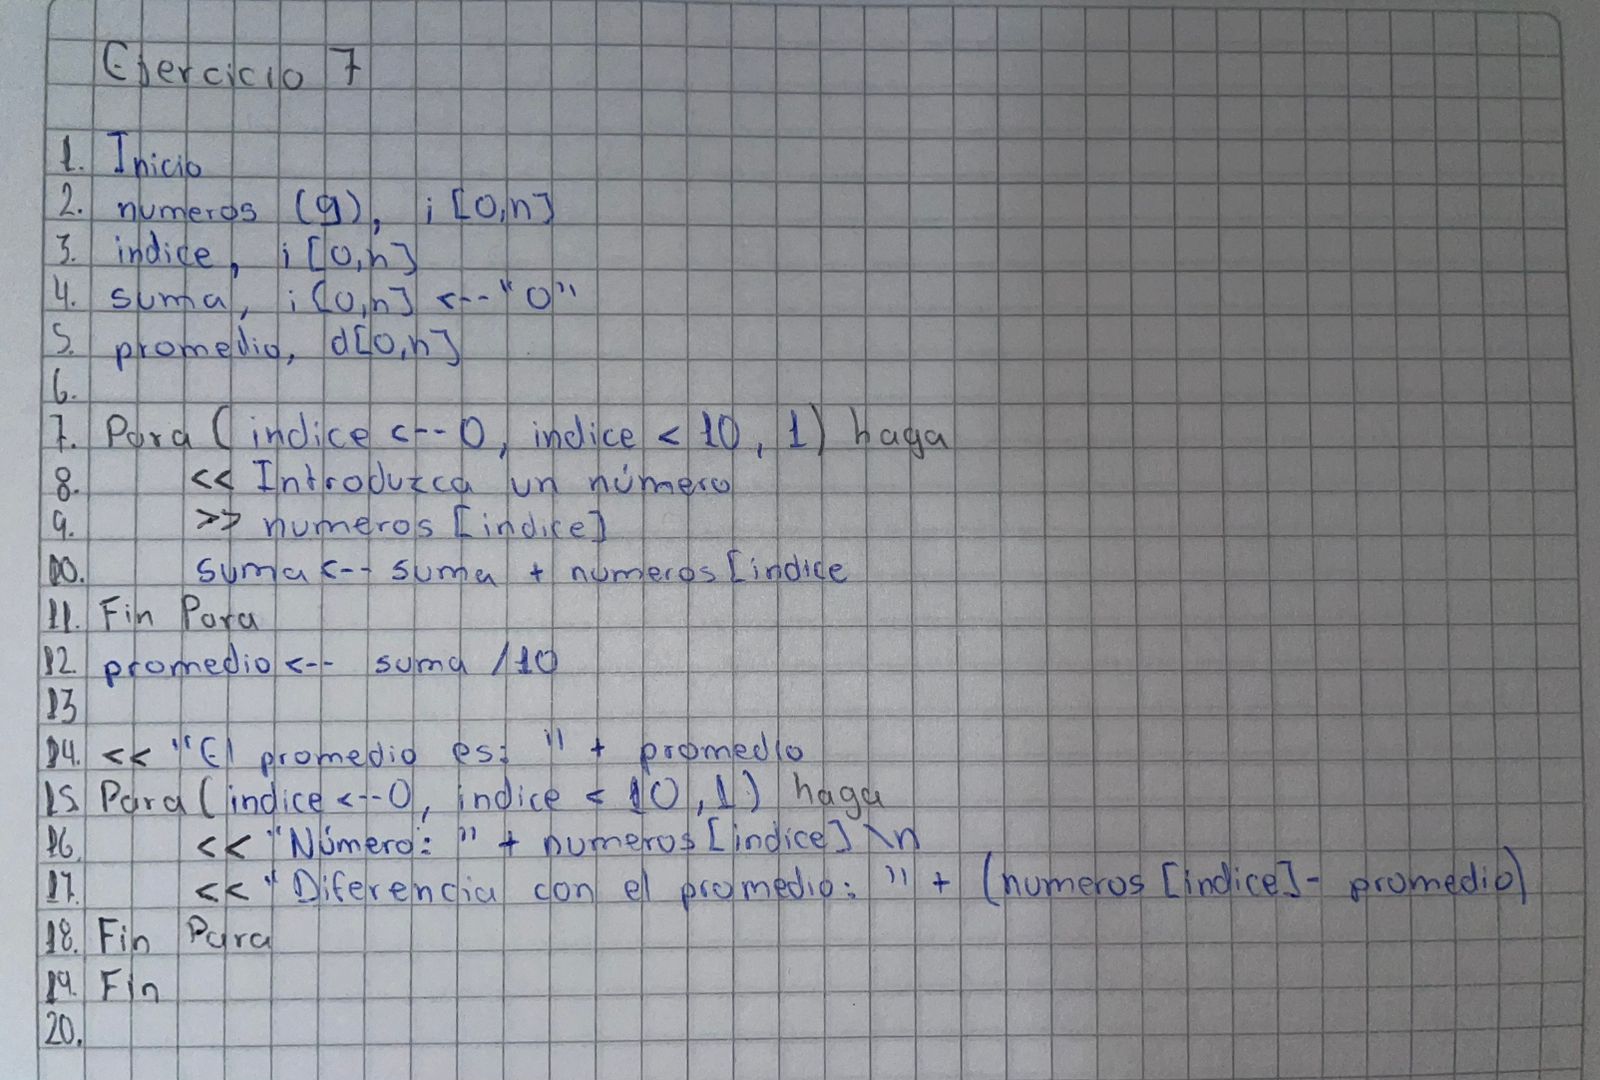 Ejercicio 7
1. Inicio
2. numeros (9), i [0,n]
3. indice, i [0,n]
4. suma, i [0,n] <-- "0"
5. promedio, d[0,n]
6.
7. Para ( indice <-- 0, indice < 10, 1) haga
8. << Introduzca un número
9. >> numeros [indice]
10. suma <-- suma + numeros [indice
11. Fin Para
12 promedio <-- suma /10
13
14. << "El promedio es: " + promedio
15 Para ( indice <-- 0, indice < 10, 1) haga
16. << "Número: " + numeros [indice] \n
17. << "Diferencia con el promedio: " + (numeros [indice] - promedio)
18. Fin Para
19. Fin
20.